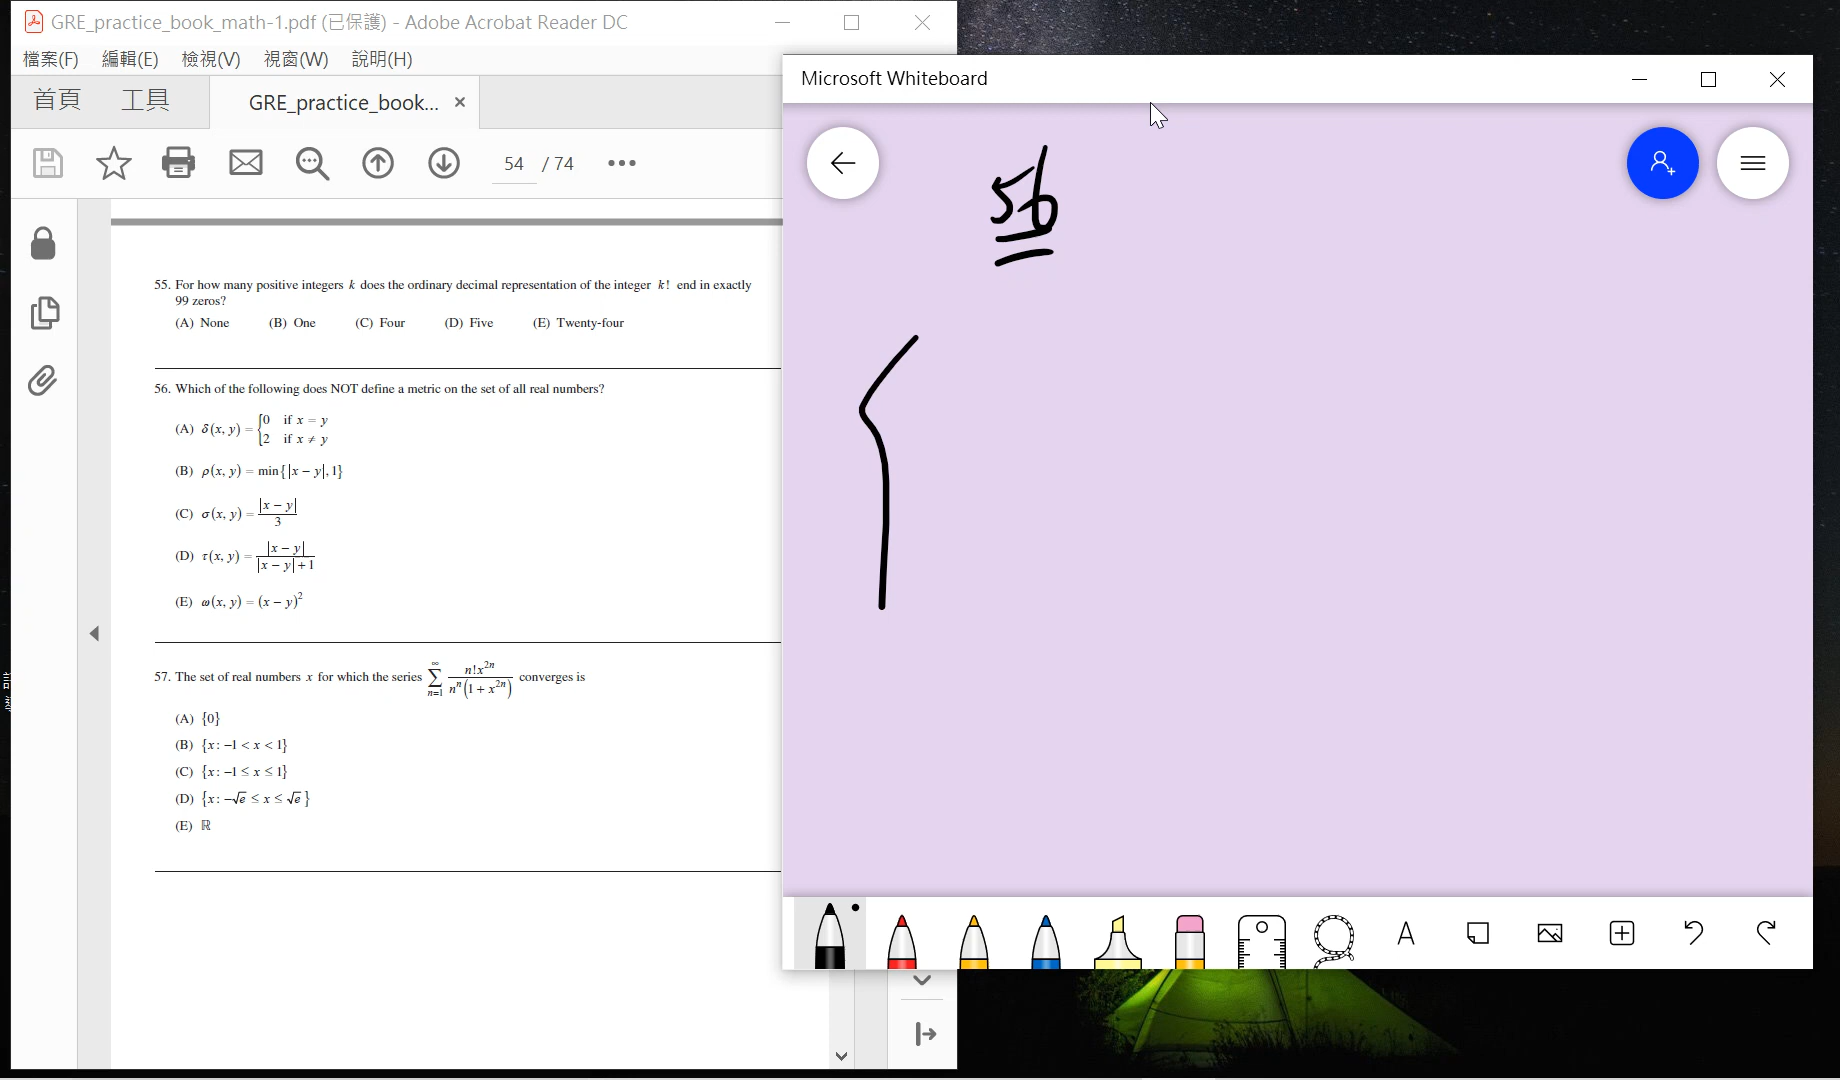 GRE_practice_book_math-1.pdf (已保護) - Adobe Acrobat Reader DC
檔案(F) 編輯(E) 檢視(V) 視窗(W) 說明(H)
首頁 工具 GRE_practice_book... ×
54 / 74
55. For how many positive integers k does the ordinary decimal representation of the integer k! end in exactly
99 zeros?
(A) None (B) One (C) Four (D) Five (E) Twenty-four
56. Which of the following does NOT define a metric on the set of all real numbers?
(A) δ(x, y) = {0 if x = y
2 if x ≠ y
(B) ρ(x, y) = min{|x − y|, 1}
(C) σ(x, y) = |x − y| / 3
(D) τ(x, y) = |x − y| / |x − y| + 1
(E) ω(x, y) = (x − y)²
57. The set of real numbers x for which the series ∑_{n=1}^{∞} n! x^{2n} / n^n (1 + x^{2n}) converges is
(A) {0}
(B) {x: −1 < x < 1}
(C) {x: −1 ≤ x ≤ 1}
(D) {x: −√e ≤ x ≤ √e}
(E) ℝ
Microsoft Whiteboard
56